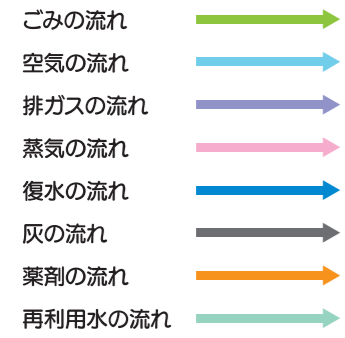 ごみの流れ
空気の流れ
排ガスの流れ
蒸気の流れ
復水の流れ
灰の流れ
薬剤の流れ
再利用水の流れ